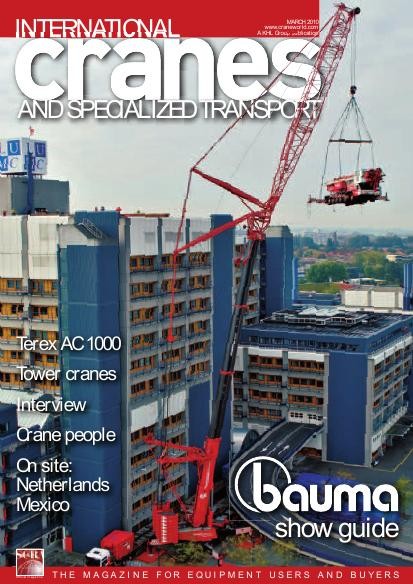 INTERNATIONAL
MARCH 2010
www.craneworld.com
A KHL Group publication
cranes
AND SPECIALIZED TRANSPORT
LUMC
Terex AC 1000
Tower cranes
Interview
Crane people
On site:
Netherlands
Mexico
bauma
show guide
THE MAGAZINE FOR EQUIPMENT USERS AND BUYERS